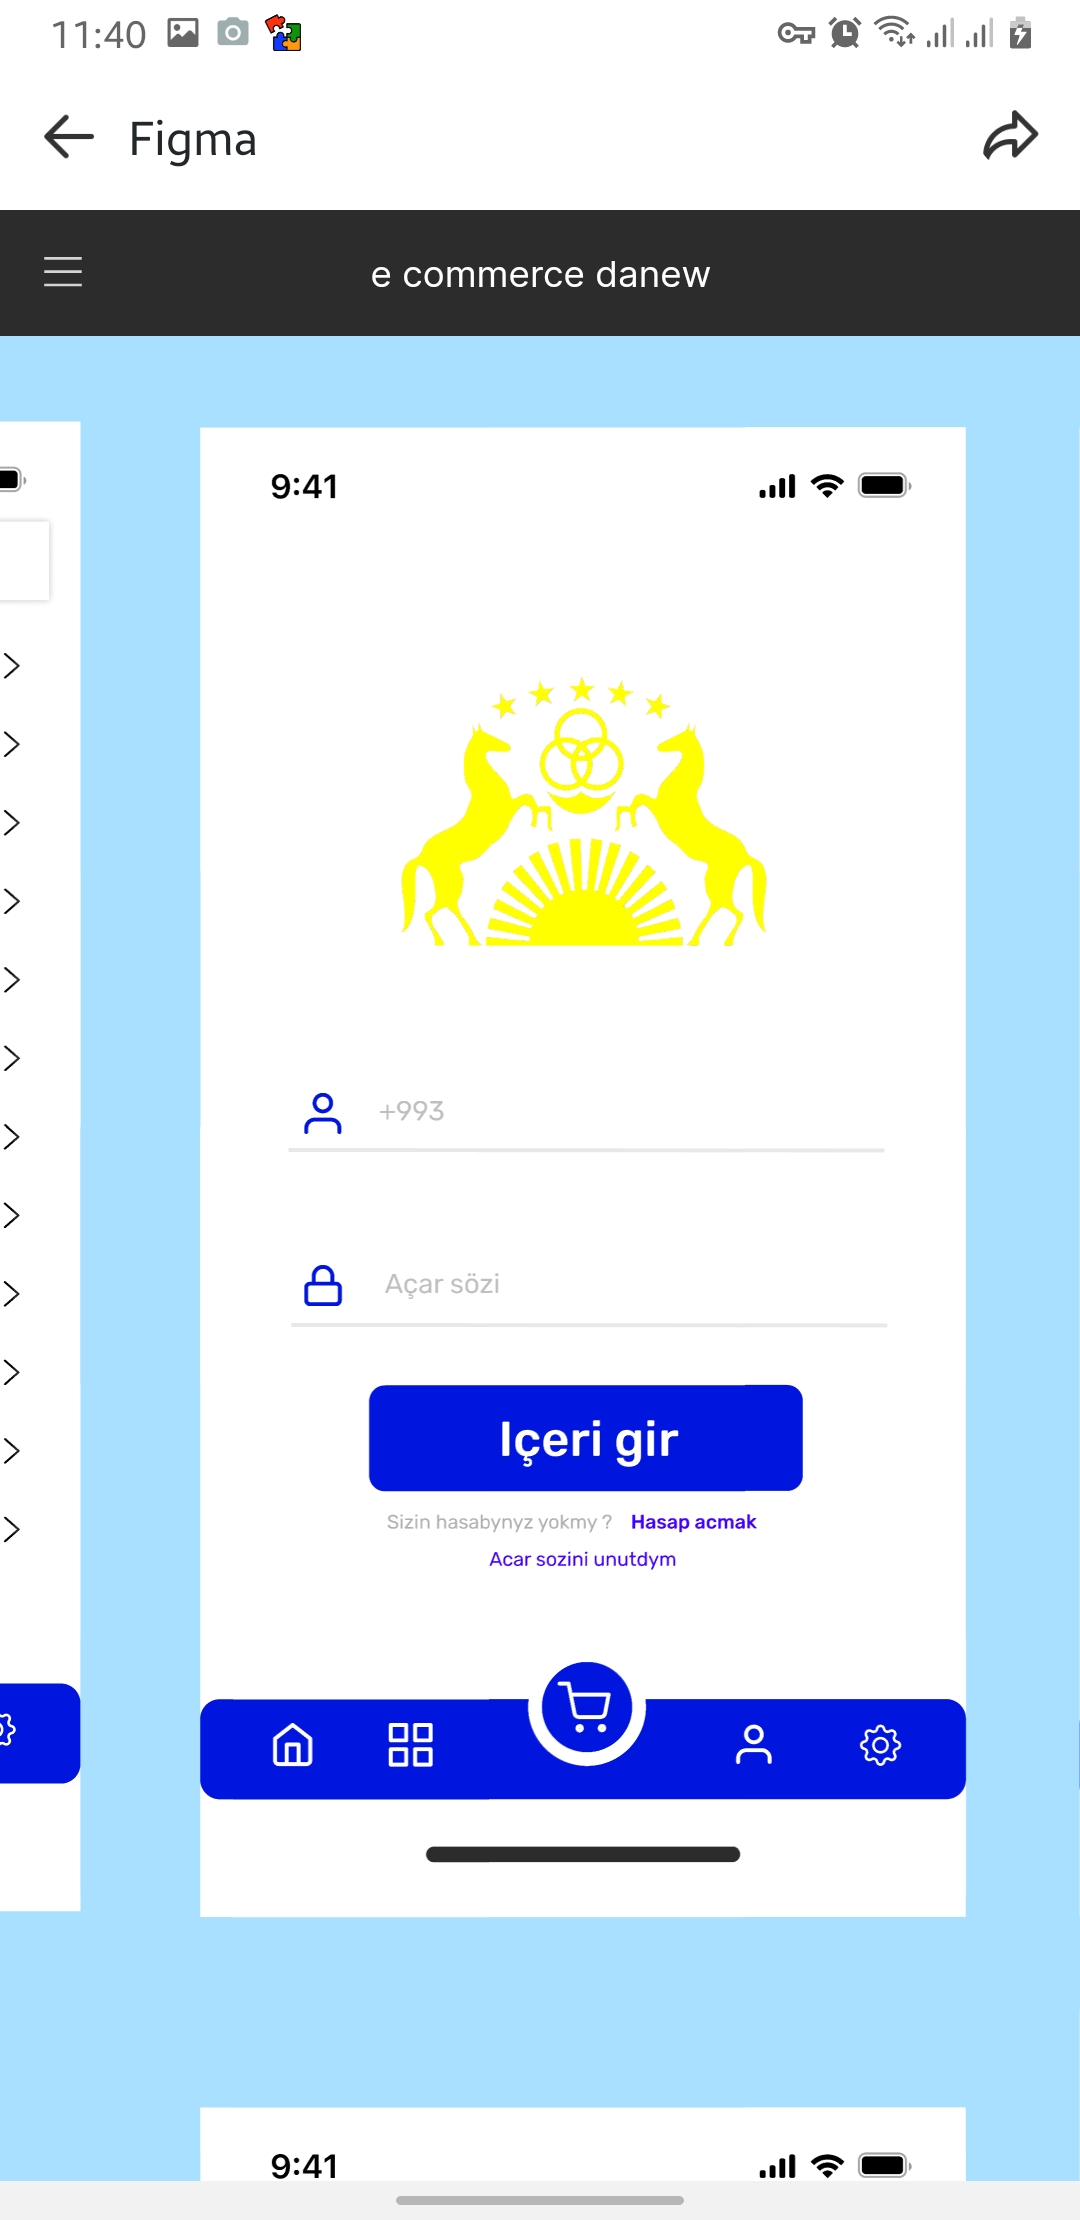 11:40
Figma
e commerce danew
9:41
+993
Açar sözi
Içeri gir
Sizin hasabynyz yokmy ? Hasap acmak
Acar sozini unutdym
9:41